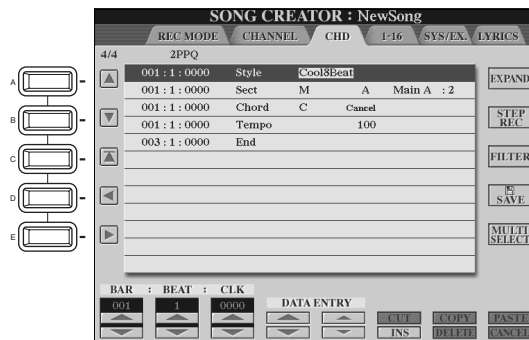 SONG CREATOR : NewSong
REC MODE CHANNEL CHD 1-16 SYS/EX. LYRICS
4/4 2PPQ
001 : 1 : 0000 Style Cool8Beat
001 : 1 : 0000 Sect M A Main A : 2
001 : 1 : 0000 Chord C Cancel
001 : 1 : 0000 Tempo 100
003 : 1 : 0000 End
A
B
C
D
E
EXPAND
STEP REC
FILTER
SAVE
MULTI SELECT
BAR : BEAT : CLK
001 1 0000 DATA ENTRY
CUT COPY PASTE
INS DELETE CANCEL